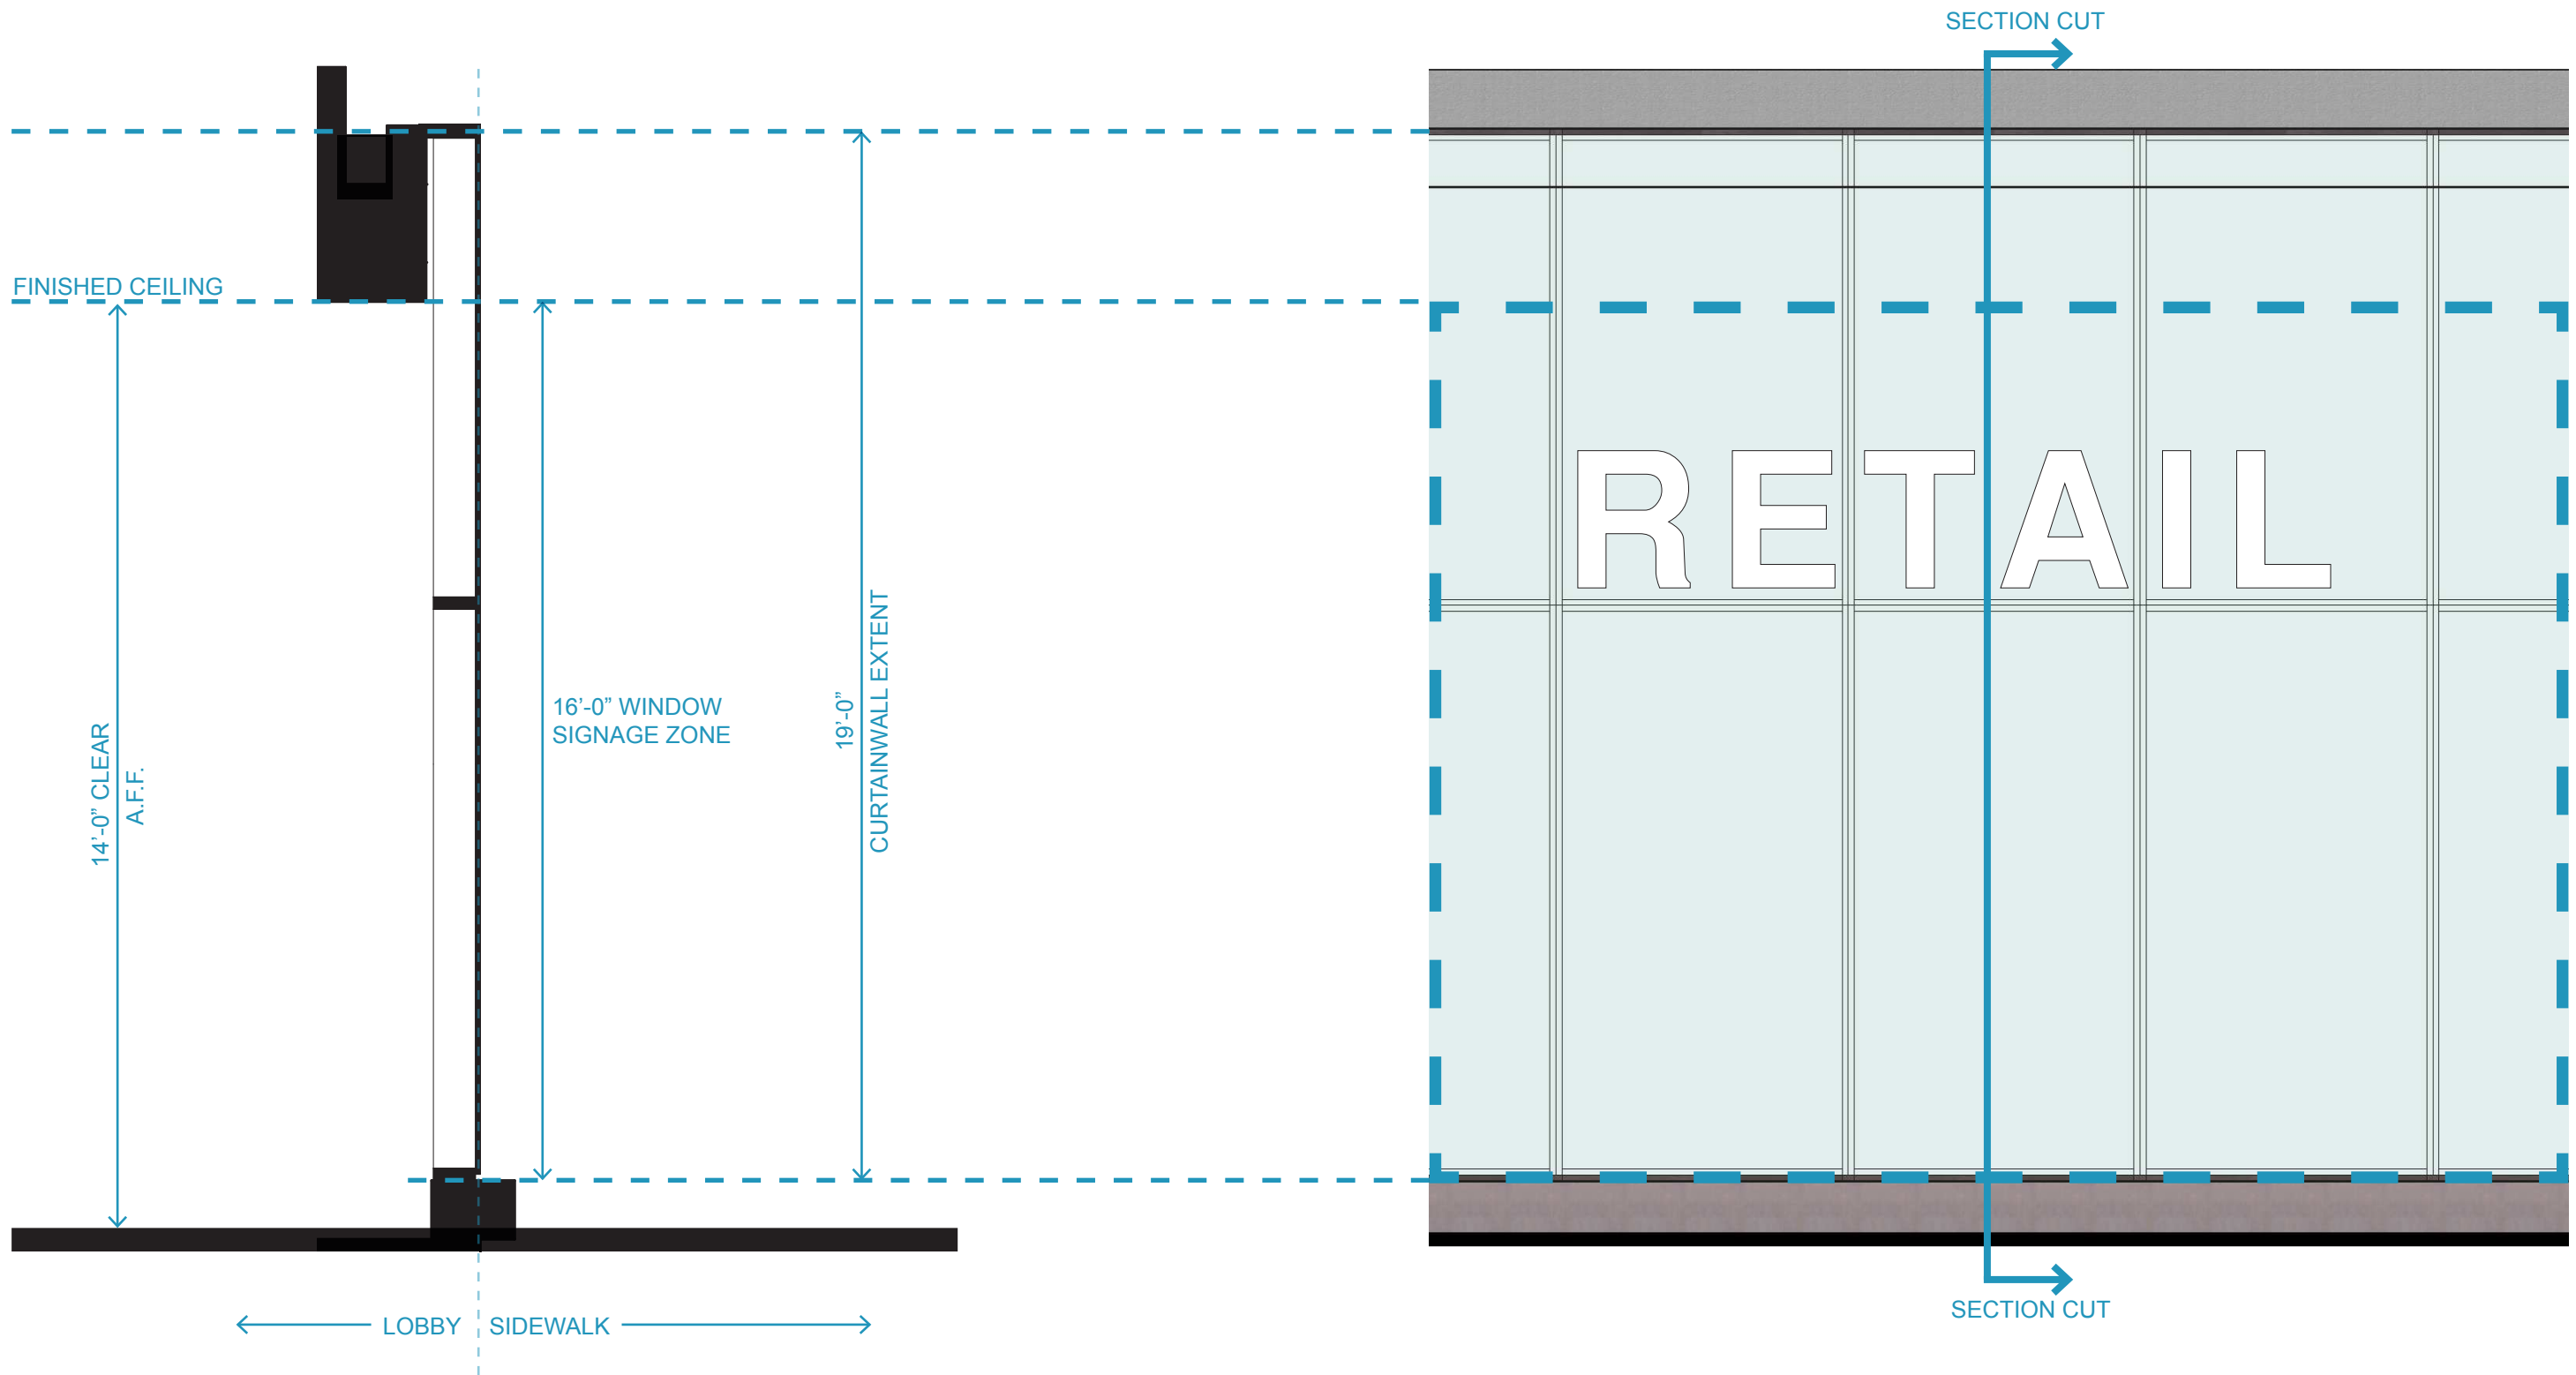 SECTION CUT
FINISHED CEILING
RETAIL
14’-0” CLEAR
A.F.F.
16’-0” WINDOW
SIGNAGE ZONE
19’-0”
CURTAINWALL EXTENT
LOBBY
SIDEWALK
SECTION CUT